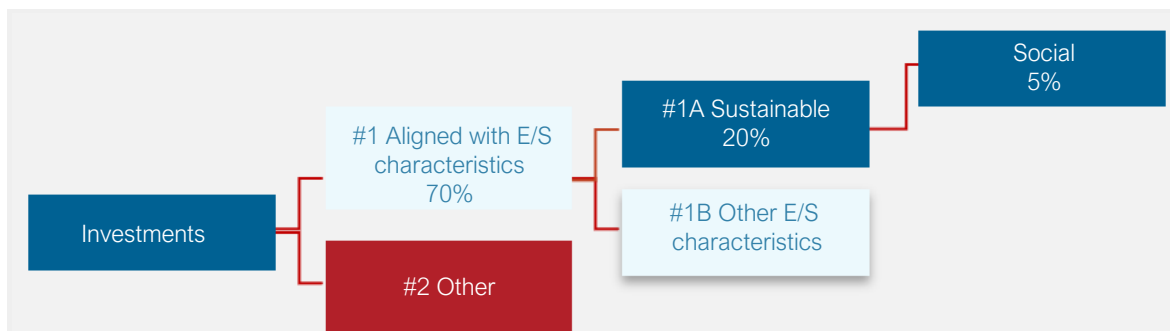 Investments
#1 Aligned with E/S
characteristics
70%
#2 Other
#1A Sustainable
20%
#1B Other E/S
characteristics
Social
5%